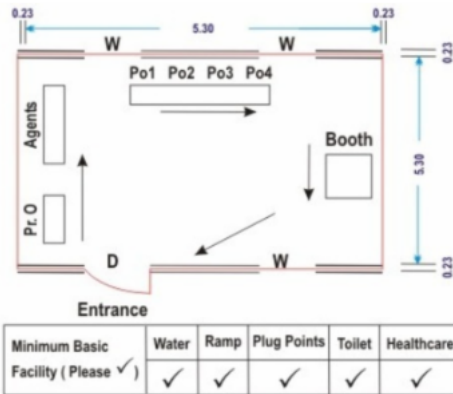 0.23 5.30 0.23
W W
0.23
Po1 Po2 Po3 Po4
Agents
Booth
5.30
Pr. O
D W
0.23
Entrance
Minimum Basic Facility ( Please ✓ ) Water Ramp Plug Points Toilet Healthcare
✓ ✓ ✓ ✓ ✓